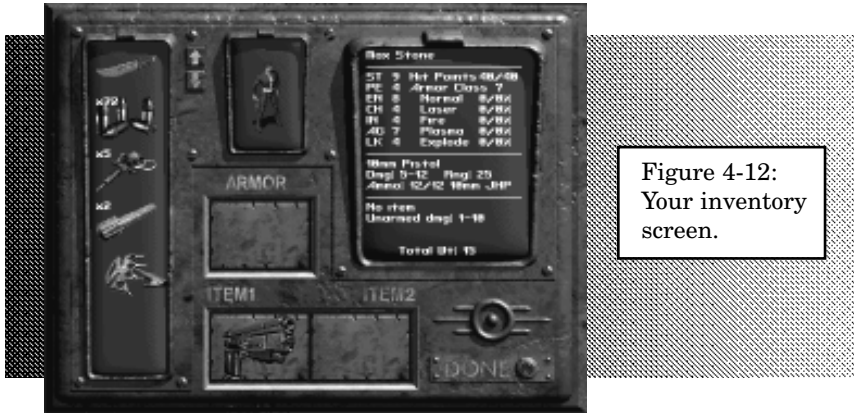 Max Stone
ST 9 Hit Points 40/40
PE 4 Armor Class 7
EN 8 Normal 0/0%
CH 4 Laser 0/0%
IN 4 Fire 0/0%
AG 7 Plasma 0/0%
LK 4 Explode 0/0%
10mm Pistol
Dmg: 5-12 Rng: 25
Ammo: 12/12 10mm JHP
No item
Unarmed dmg: 1-10
Total Wt: 15
x5
x2
ARMOR
ITEM1 ITEM2
DONE
Figure 4-12:
Your inventory
screen.